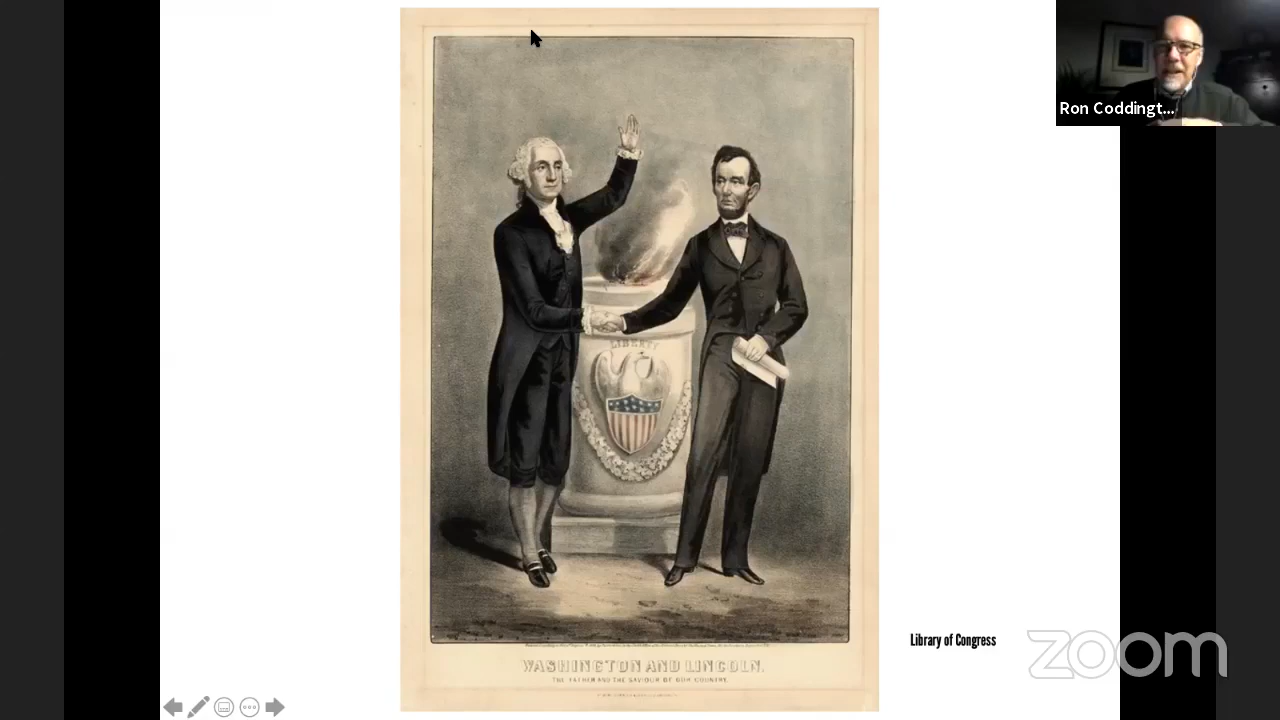 Ron Coddingt...
LIBERTY
Library of Congress
zoom
WASHINGTON AND LINCOLN.
THE FATHER AND THE SAVIOUR OF OUR COUNTRY.